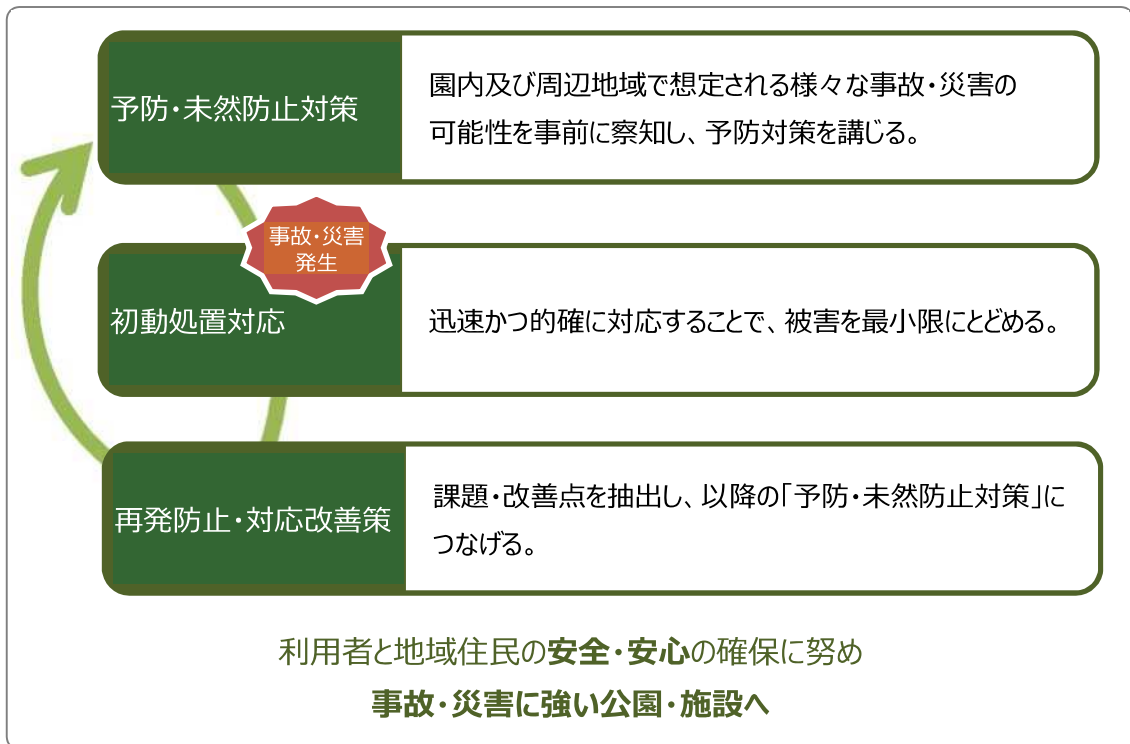 予防・未然防止対策
園内及び周辺地域で想定される様々な事故・災害の
可能性を事前に察知し、予防対策を講じる。
事故・災害
発生
初動処置対応
迅速かつ的確に対応することで、被害を最小限にとどめる。
再発防止・対応改善策
課題・改善点を抽出し、以降の「予防・未然防止対策」に
つなげる。
利用者と地域住民の安全・安心の確保に努め
事故・災害に強い公園・施設へ